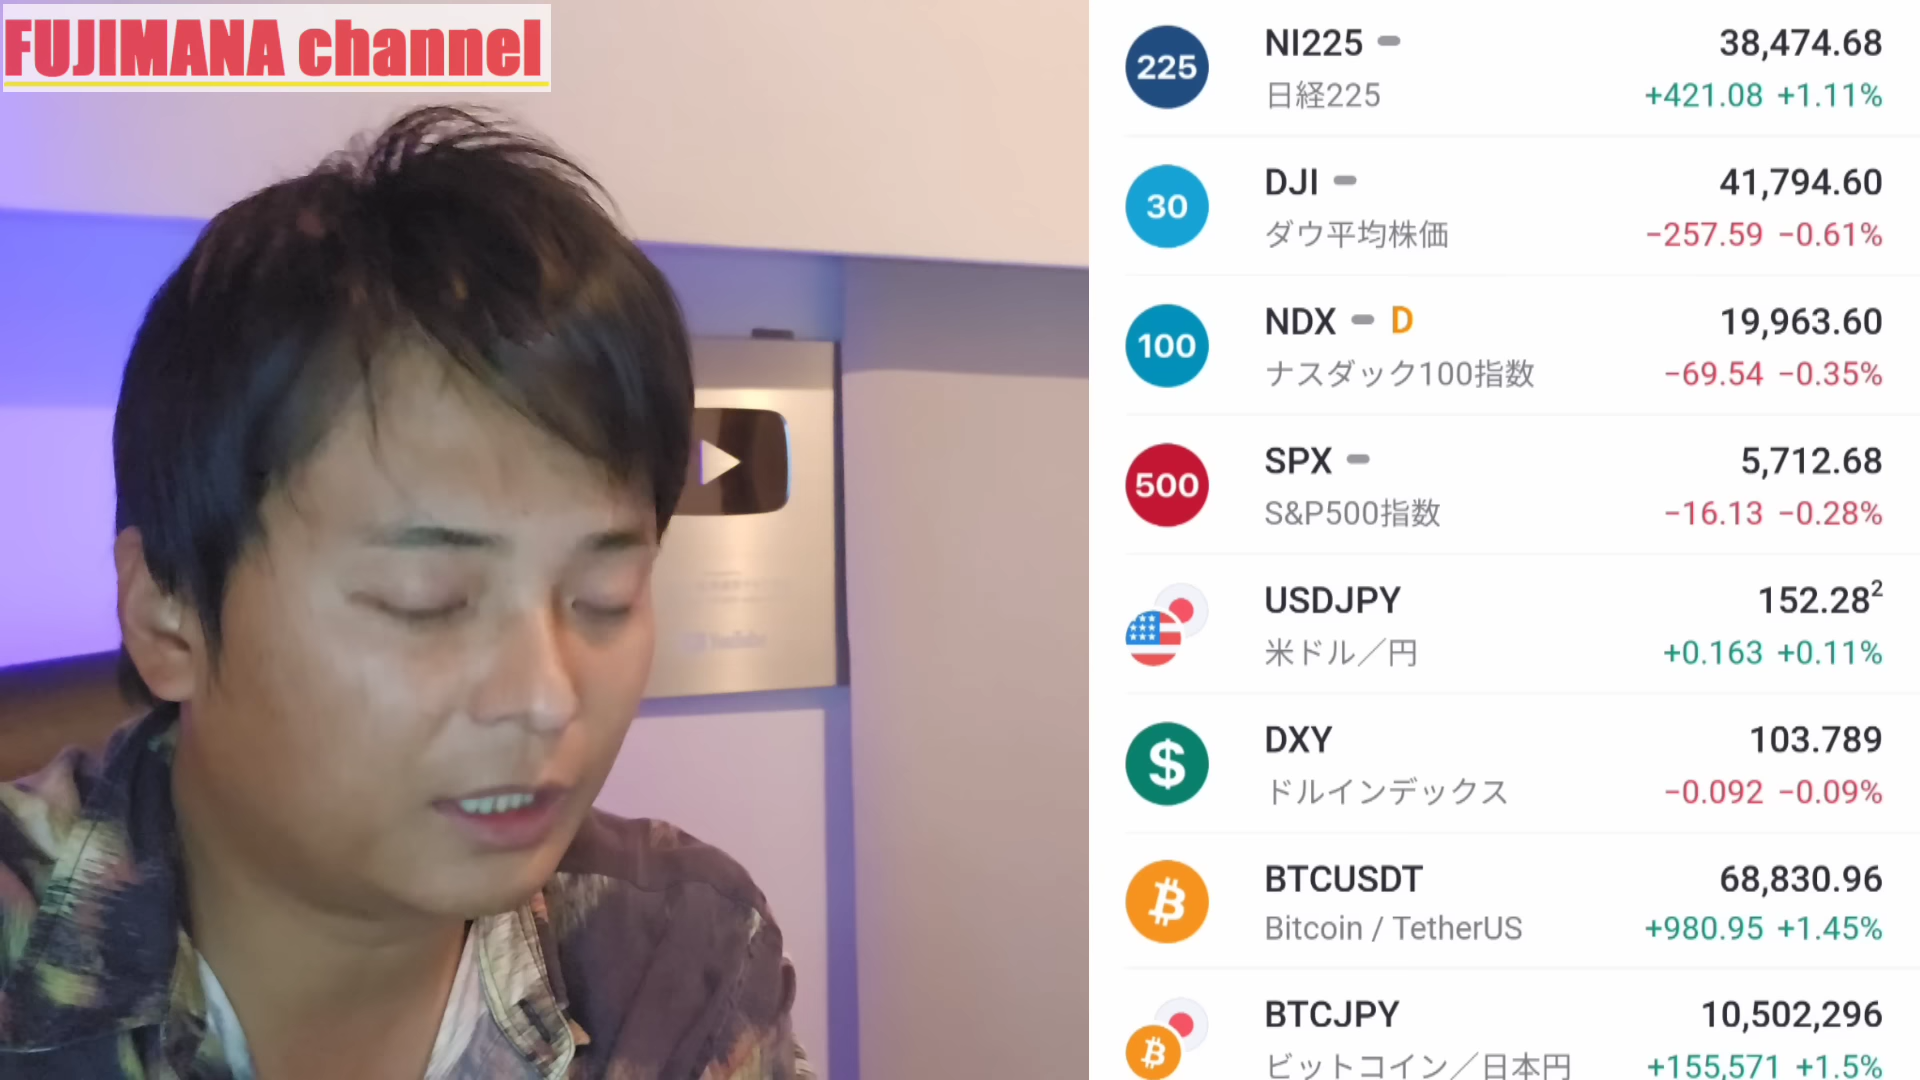 FUJIMANA channel
225
NI225
38,474.68
日経225
+421.08 +1.11%
30
DJI
41,794.60
ダウ平均株価
−257.59 −0.61%
100
NDX D
19,963.60
ナスダック100指数
−69.54 −0.35%
500
SPX
5,712.68
S&P500指数
−16.13 −0.28%
USDJPY
152.28²
米ドル／円
+0.163 +0.11%
$
DXY
103.789
ドルインデックス
−0.092 −0.09%
BTCUSDT
68,830.96
Bitcoin / TetherUS
+980.95 +1.45%
BTCJPY
10,502,296
ビットコイン／日本円
+155,571 +1.5%